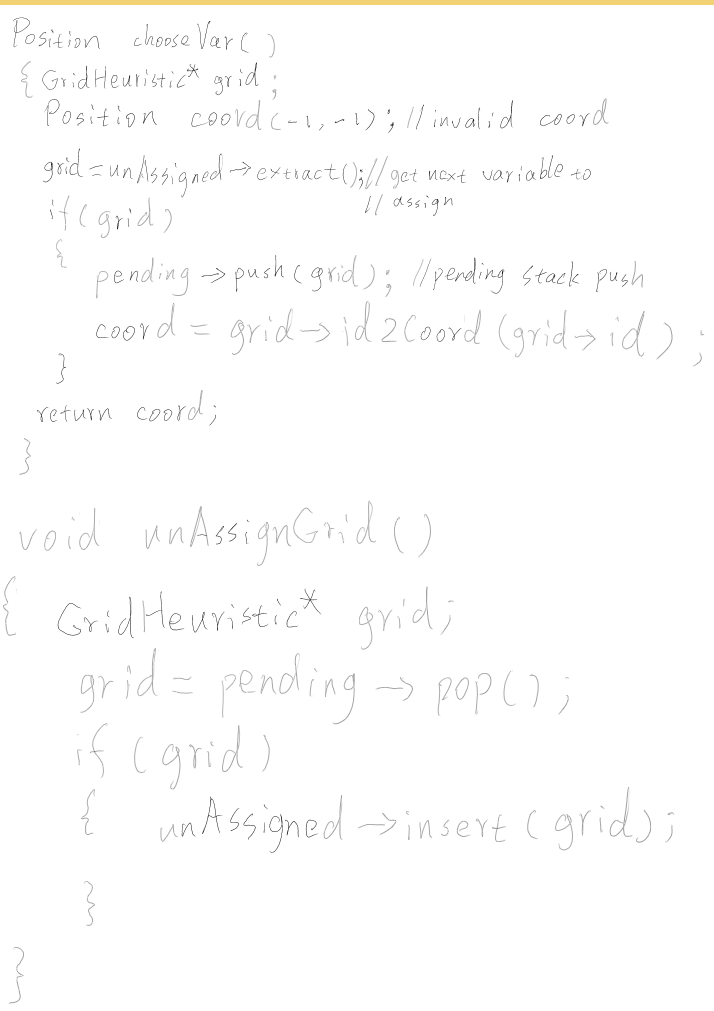 Position chooseVar()
{ GridHeuristic* grid;
Position coord(-1,-1); //invalid coord
grid=unAssigned->extract();//get next variable to
// assign
if(grid)
{
pending->push(grid); //pending stack push
coord = grid->id2Coord(grid->id);
}
return coord;
}
void unAssignGrid()
{ GridHeuristic* grid;
grid= pending->pop();
if (grid)
{ unAssigned->insert(grid);
}
}